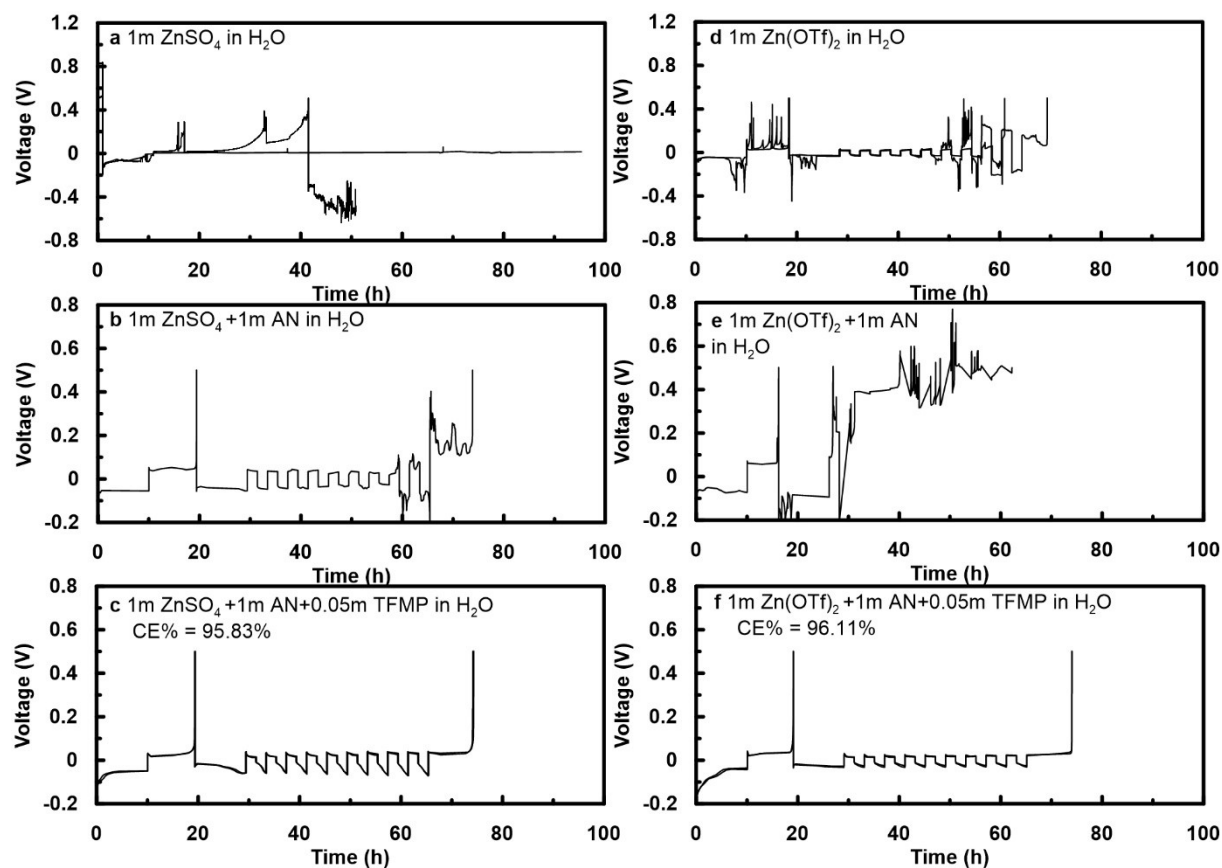 a 1m ZnSO₄ in H₂O
Voltage (V)
1.2
0.8
0.4
0
-0.4
-0.8
0 20 40 60 80 100
Time (h)
d 1m Zn(OTf)₂ in H₂O
Voltage (V)
1.2
0.8
0.4
0
-0.4
-0.8
0 20 40 60 80 100
Time (h)
b 1m ZnSO₄ +1m AN in H₂O
Voltage (V)
0.8
0.6
0.4
0.2
0
-0.2
0 20 40 60 80 100
Time (h)
e 1m Zn(OTf)₂ +1m AN
in H₂O
Voltage (V)
0.8
0.6
0.4
0.2
0
-0.2
0 20 40 60 80 100
Time (h)
c 1m ZnSO₄ +1m AN+0.05m TFMP in H₂O
CE% = 95.83%
Voltage (V)
0.8
0.6
0.4
0.2
0
-0.2
0 20 40 60 80 100
Time (h)
f 1m Zn(OTf)₂ +1m AN+0.05m TFMP in H₂O
CE% = 96.11%
Voltage (V)
0.8
0.6
0.4
0.2
0
-0.2
0 20 40 60 80 100
Time (h)